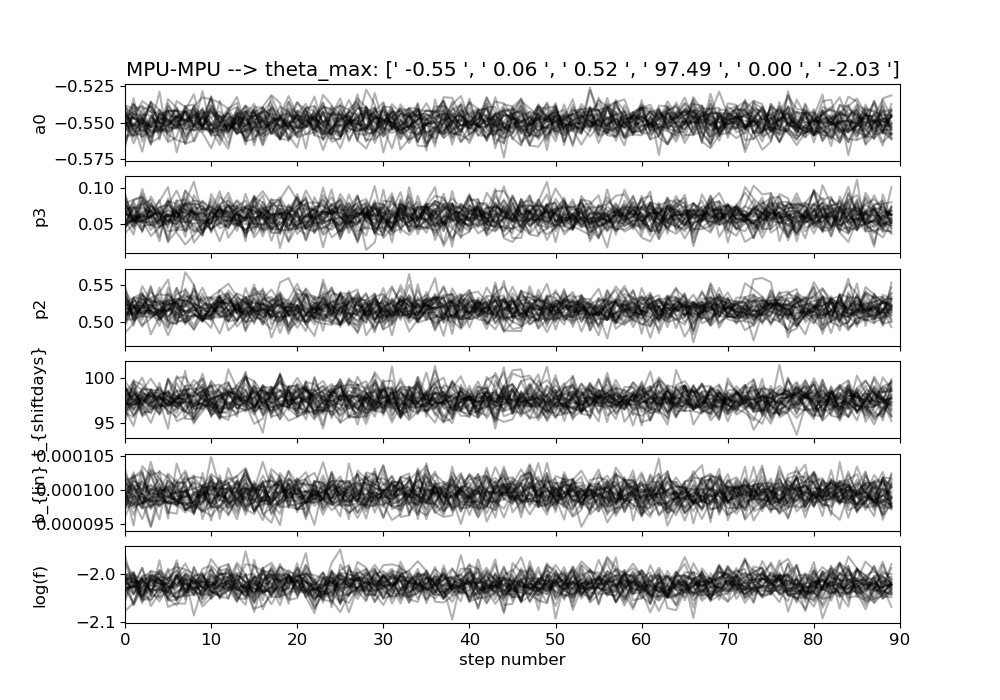 MPU-MPU --> theta_max: [' -0.55 ', ' 0.06 ', ' 0.52 ', ' 97.49 ', ' 0.00 ', ' -2.03 ']
−0.525
−0.550
−0.575
a0
0.10
0.05
p3
0.55
0.50
p2
100
95
t_{shiftdays}
0.000105
0.000100
0.000095
b_{lin}
−2.0
−2.1
log(f)
0 10 20 30 40 50 60 70 80 90
step number